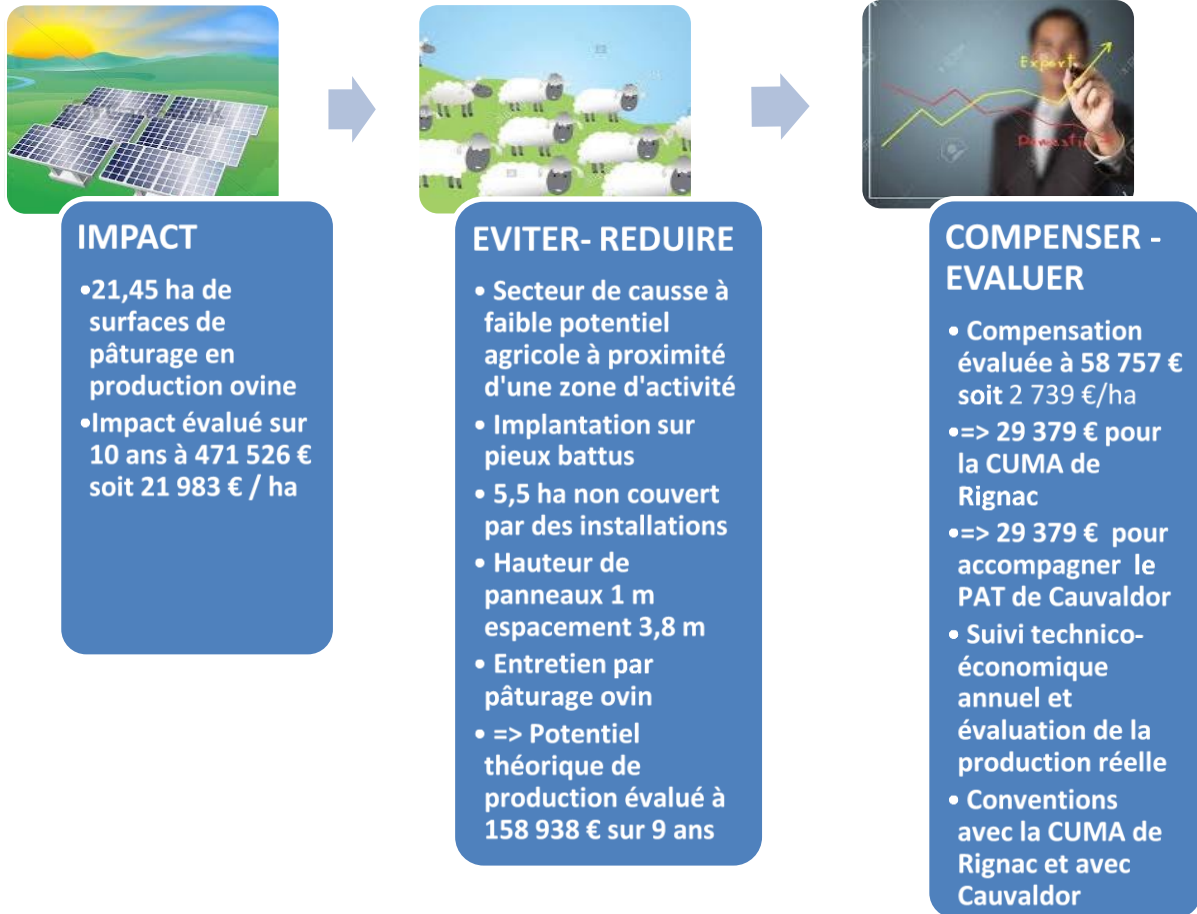 IMPACT
•21,45 ha de
surfaces de
pâturage en
production ovine
•Impact évalué sur
10 ans à 471 526 €
soit 21 983 € / ha
EVITER- REDUIRE
• Secteur de causse à
faible potentiel
agricole à proximité
d'une zone d'activité
• Implantation sur
pieux battus
• 5,5 ha non couvert
par des installations
• Hauteur de
panneaux 1 m
espacement 3,8 m
• Entretien par
pâturage ovin
• => Potentiel
théorique de
production évalué à
158 938 € sur 9 ans
Export
Domestic
COMPENSER -
EVALUER
• Compensation
évaluée à 58 757 €
soit 2 739 €/ha
•=> 29 379 € pour
la CUMA de
Rignac
•=> 29 379 € pour
accompagner le
PAT de Cauvaldor
• Suivi technico-
économique
annuel et
évaluation de la
production réelle
• Conventions
avec la CUMA de
Rignac et avec
Cauvaldor